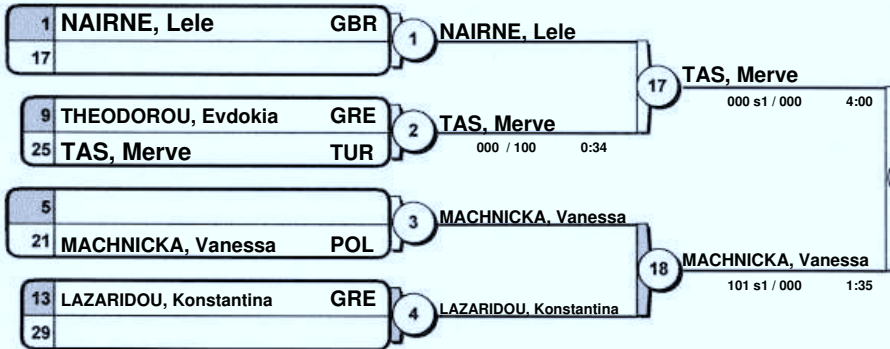 1 NAIRNE, Lele GBR
17
1
NAIRNE, Lele
9 THEODOROU, Evdokia GRE
25 TAS, Merve TUR
2
TAS, Merve
000 / 100 0:34
17
TAS, Merve
000 s1 / 000 4:00
5
21 MACHNICKA, Vanessa POL
3
MACHNICKA, Vanessa
13 LAZARIDOU, Konstantina GRE
29
4
LAZARIDOU, Konstantina
18
MACHNICKA, Vanessa
101 s1 / 000 1:35